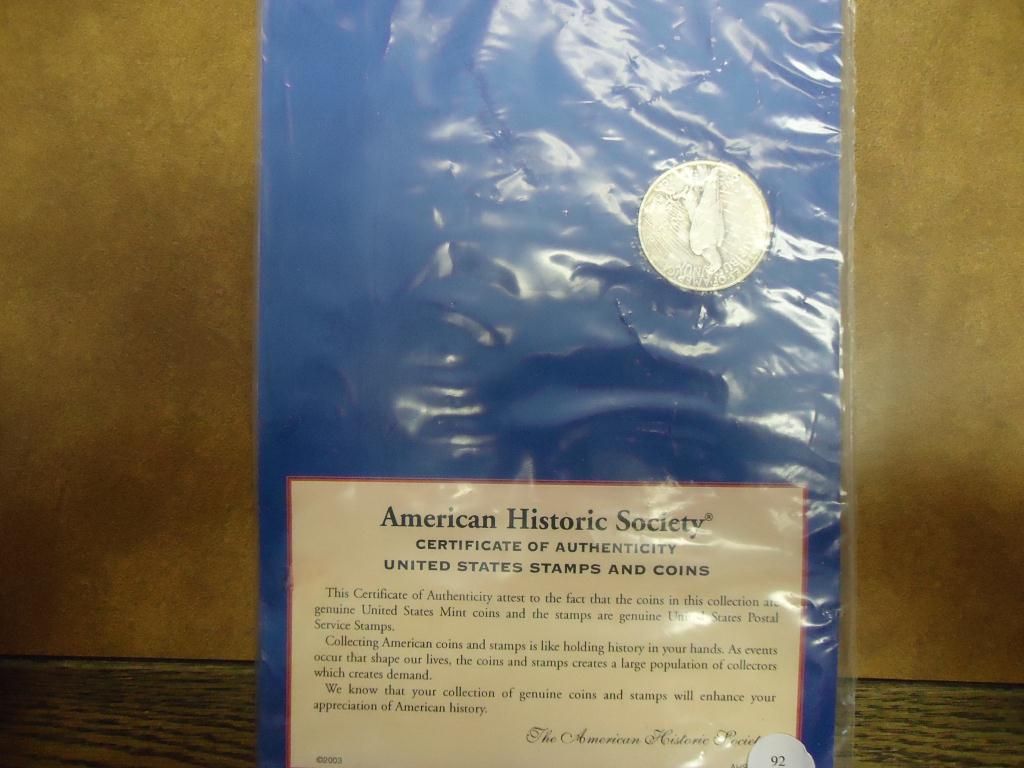 American Historic Society®
CERTIFICATE OF AUTHENTICITY
UNITED STATES STAMPS AND COINS
This Certificate of Authenticity attest to the fact that the coins in this collection are
genuine United States Mint coins and the stamps are genuine United States Postal
Service Stamps.
Collecting American coins and stamps is like holding history in your hands. As events
occur that shape our lives, the coins and stamps creates a large population of collectors
which creates demand.
We know that your collection of genuine coins and stamps will enhance your
appreciation of American history.
The American Historic Society
©2003
92